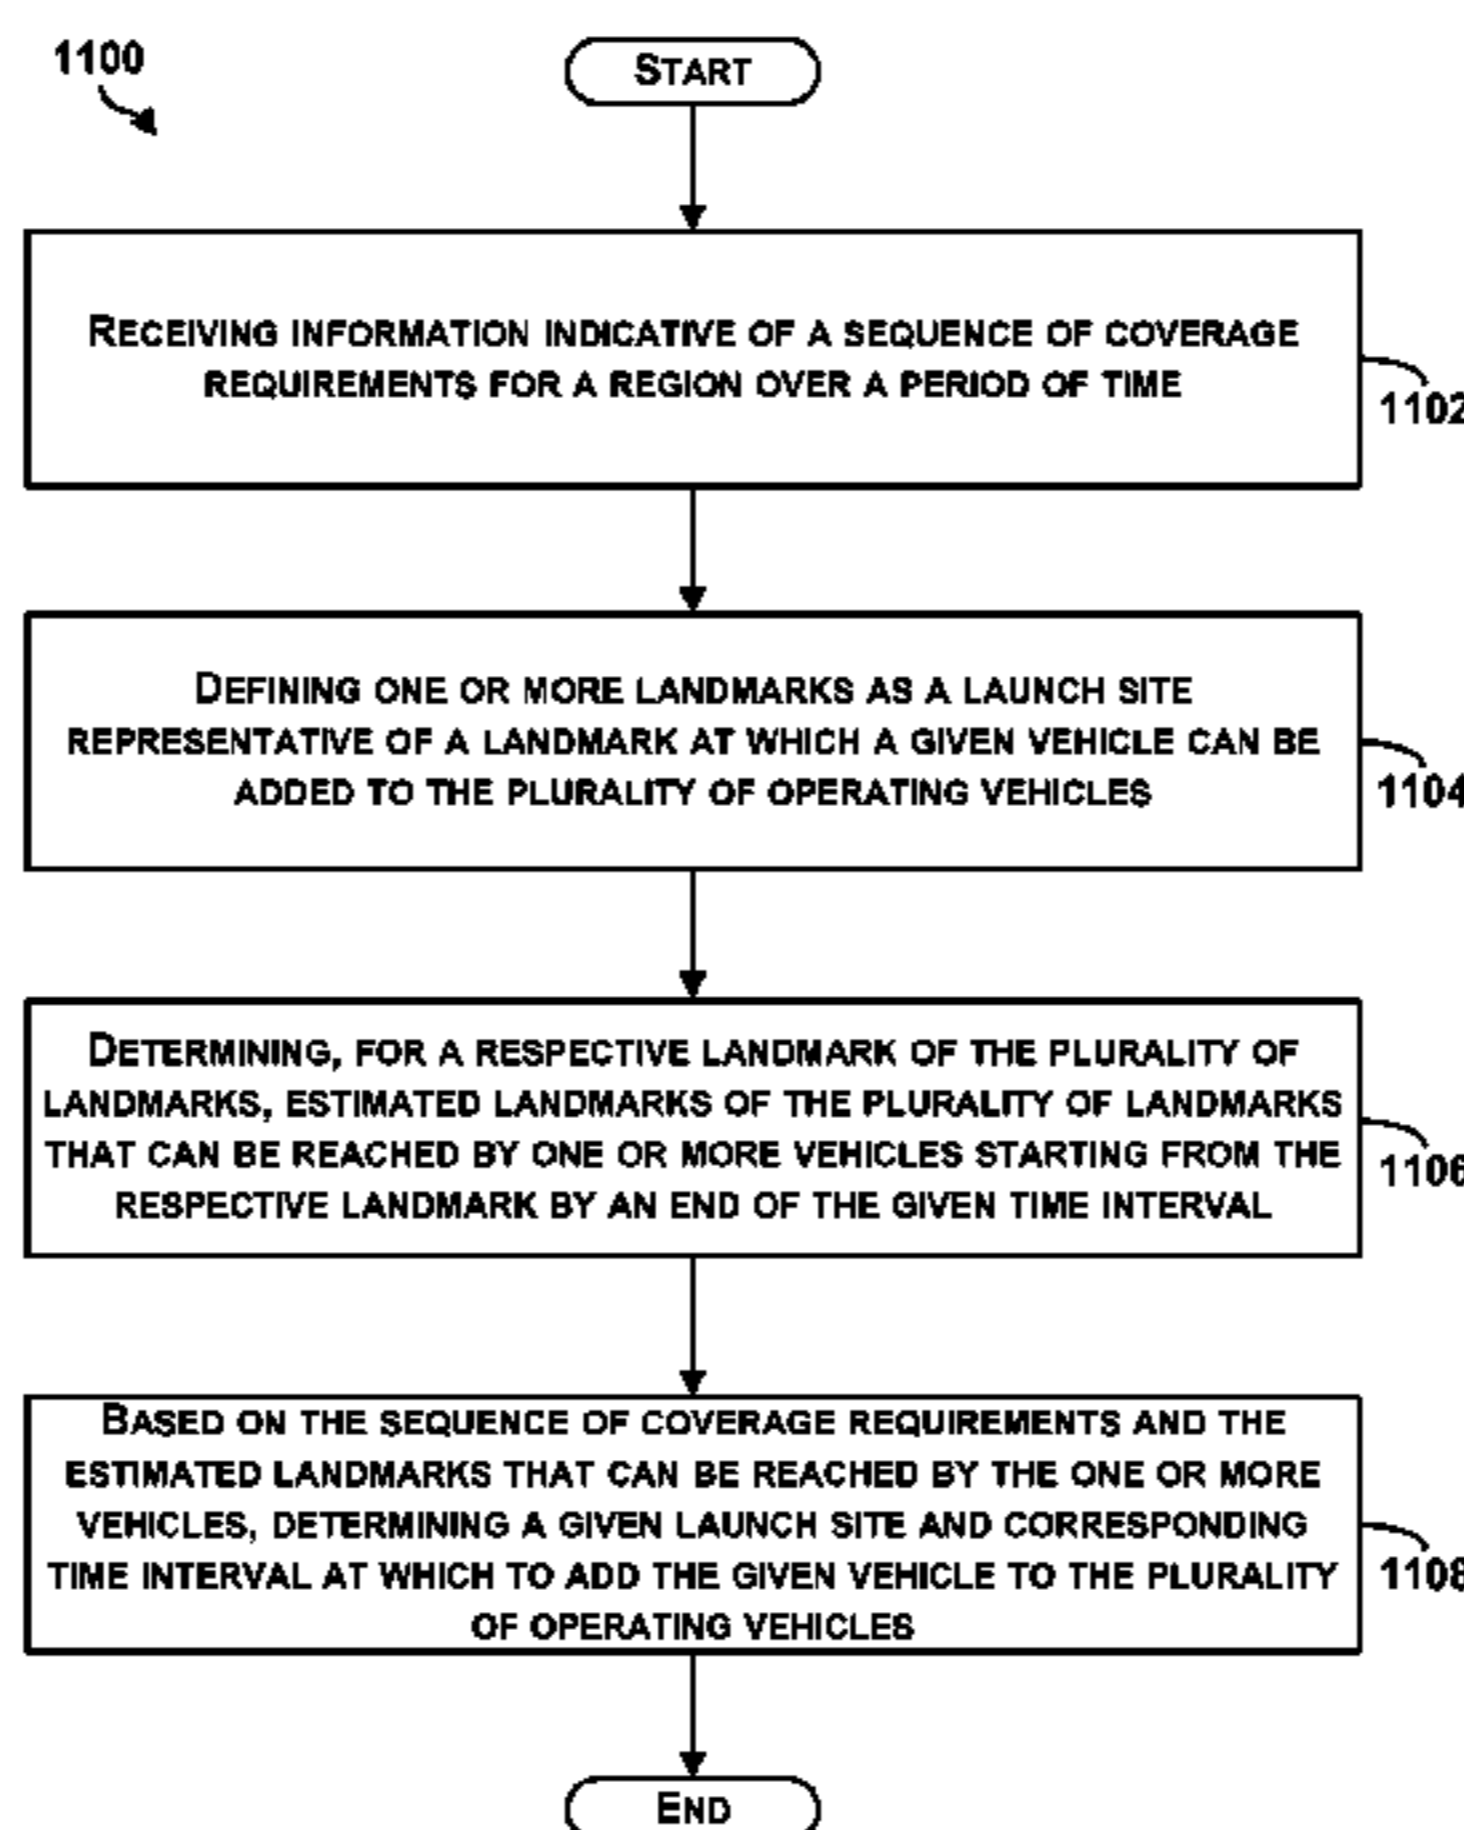 1100
START
RECEIVING INFORMATION INDICATIVE OF A SEQUENCE OF COVERAGE
REQUIREMENTS FOR A REGION OVER A PERIOD OF TIME
1102
DEFINING ONE OR MORE LANDMARKS AS A LAUNCH SITE
REPRESENTATIVE OF A LANDMARK AT WHICH A GIVEN VEHICLE CAN BE
ADDED TO THE PLURALITY OF OPERATING VEHICLES
1104
DETERMINING, FOR A RESPECTIVE LANDMARK OF THE PLURALITY OF
LANDMARKS, ESTIMATED LANDMARKS OF THE PLURALITY OF LANDMARKS
THAT CAN BE REACHED BY ONE OR MORE VEHICLES STARTING FROM THE
RESPECTIVE LANDMARK BY AN END OF THE GIVEN TIME INTERVAL
1106
BASED ON THE SEQUENCE OF COVERAGE REQUIREMENTS AND THE
ESTIMATED LANDMARKS THAT CAN BE REACHED BY THE ONE OR MORE
VEHICLES, DETERMINING A GIVEN LAUNCH SITE AND CORRESPONDING
TIME INTERVAL AT WHICH TO ADD THE GIVEN VEHICLE TO THE PLURALITY
OF OPERATING VEHICLES
1108
END